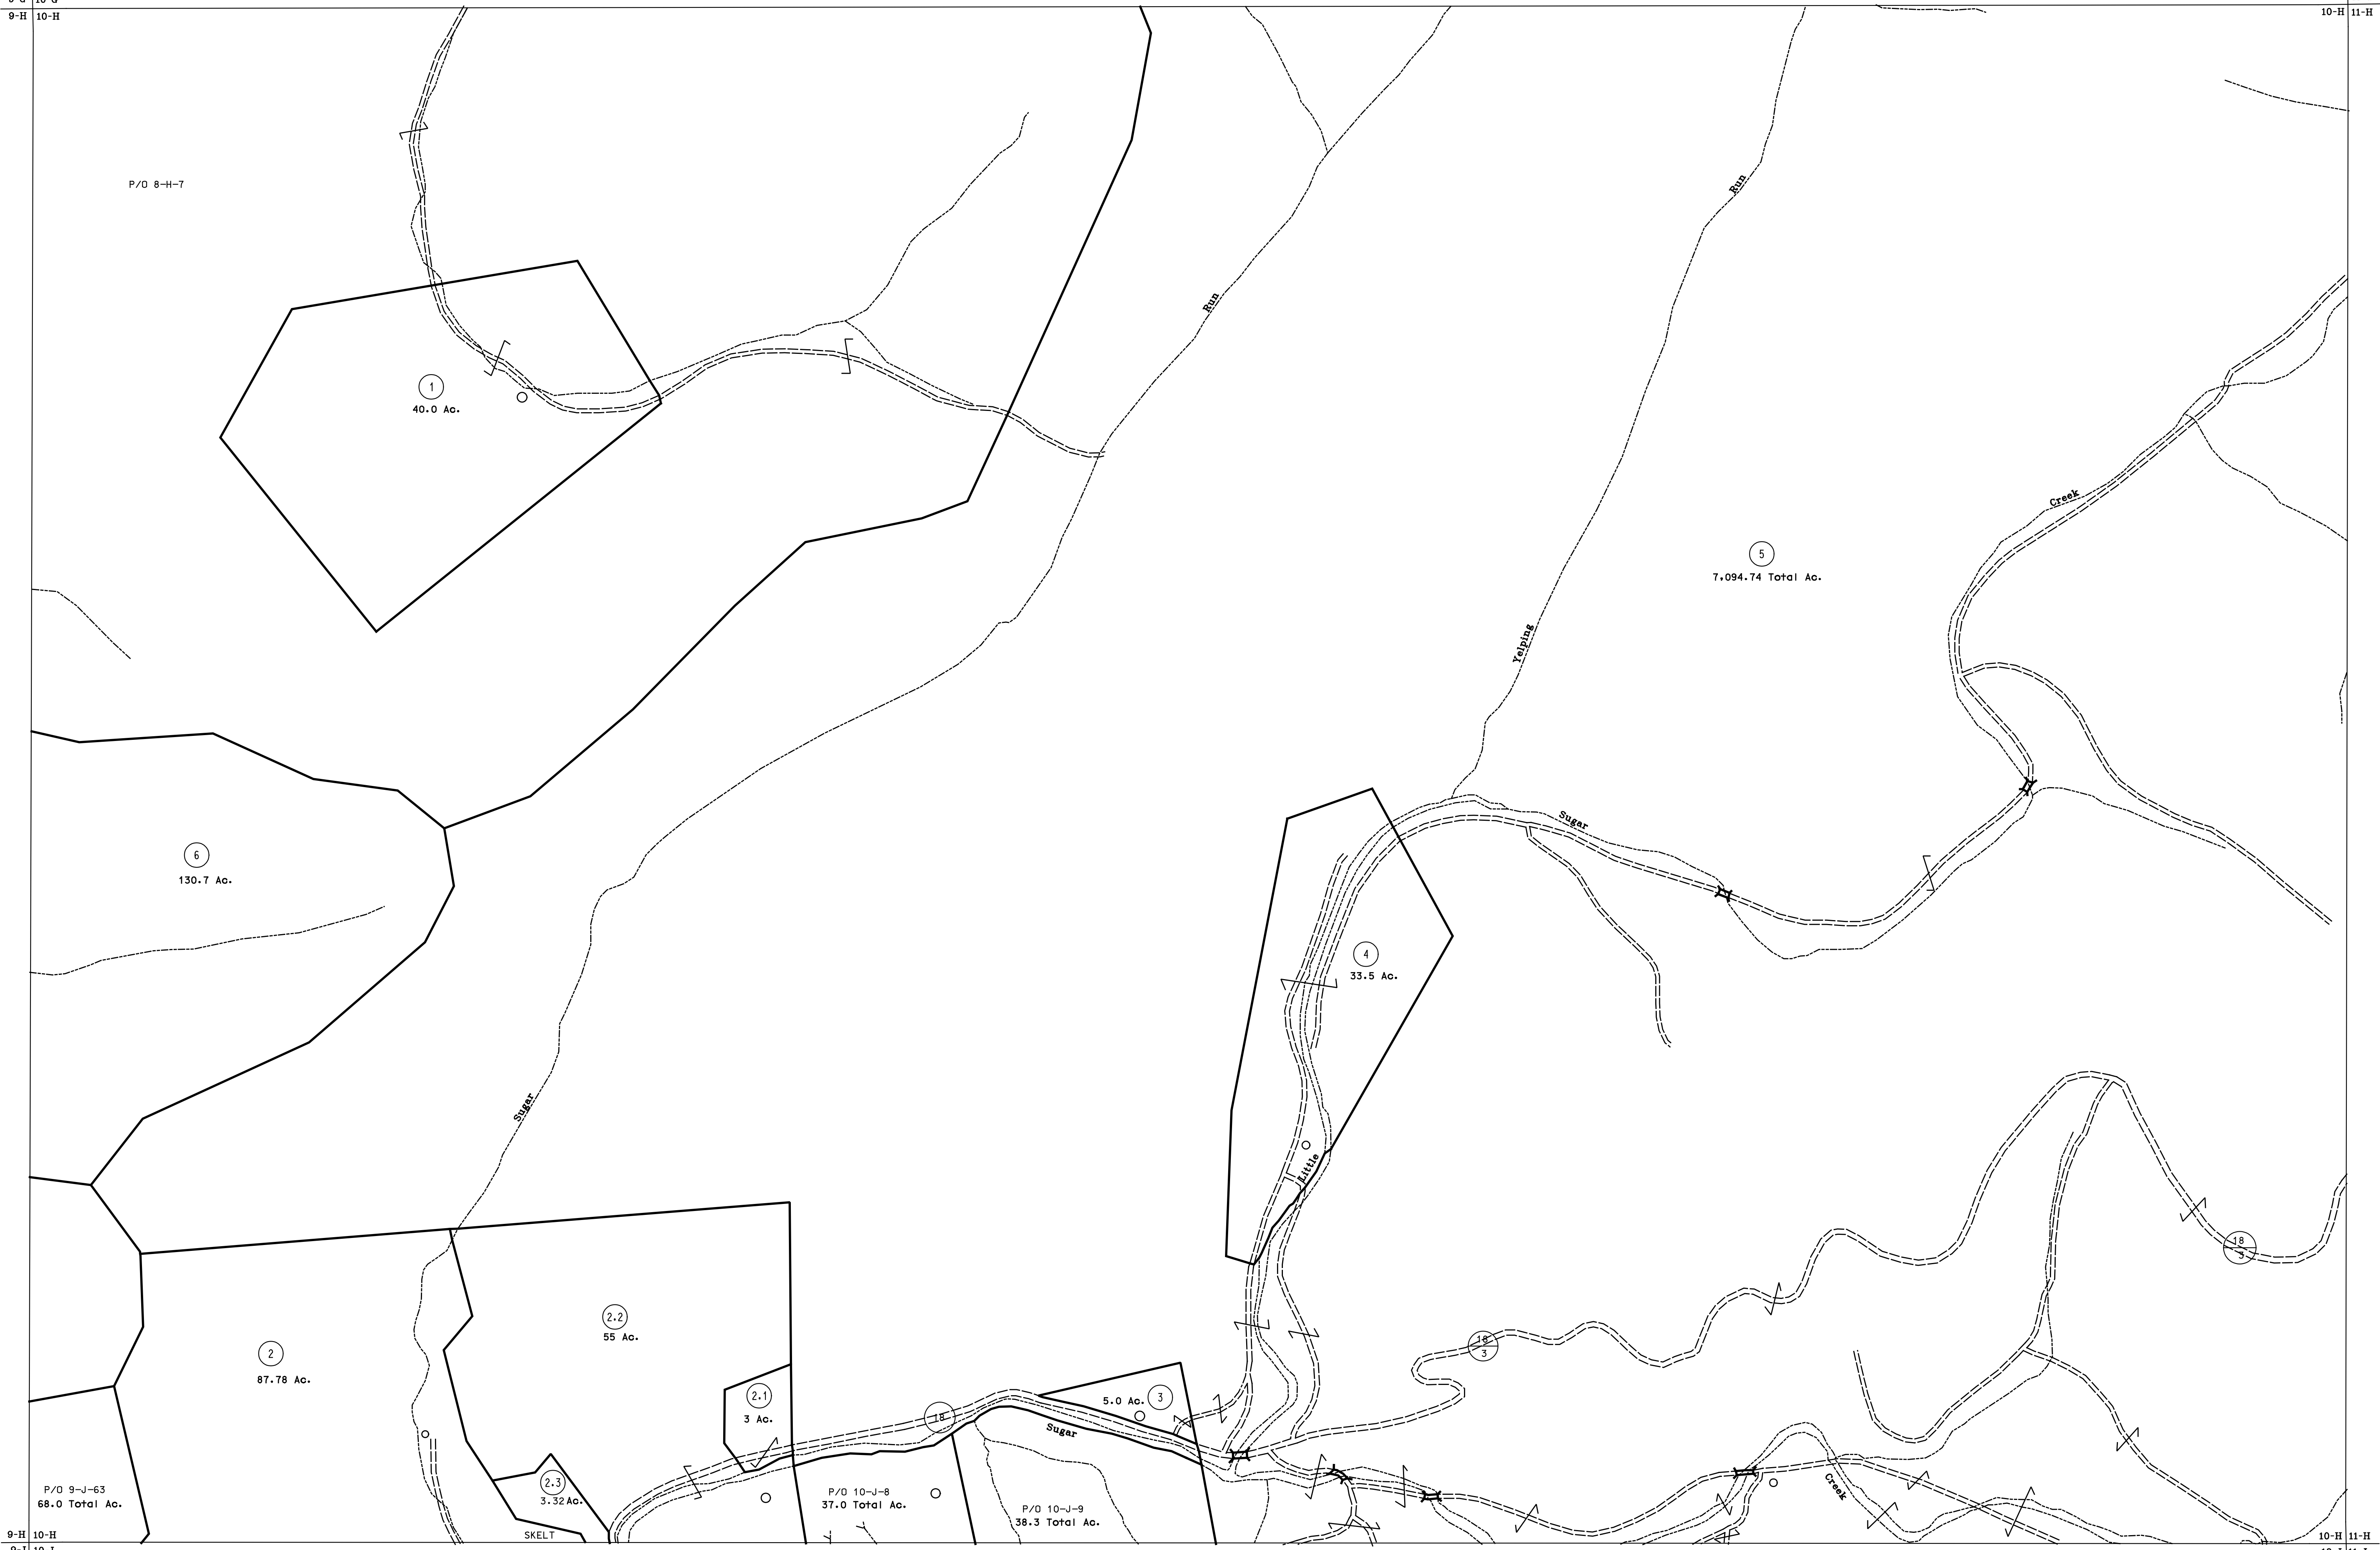 9-H 10-H
10-H 11-H
P/O 8-H-7
Run
Run
1
40.0 Ac.
Creek
5
7,094.74 Total Ac.
Yelping
Sugar
6
130.7 Ac.
4
33.5 Ac.
Sugar
Little
18
3
2.2
55 Ac.
18
3
2
87.78 Ac.
2.1
3 Ac.
5.0 Ac.
3
18
Sugar
2.3
3.32 Ac.
Creek
P/O 9-J-63
68.0 Total Ac.
P/O 10-J-8
37.0 Total Ac.
P/O 10-J-9
38.3 Total Ac.
SKELT
9-H 10-H
10-H 11-H